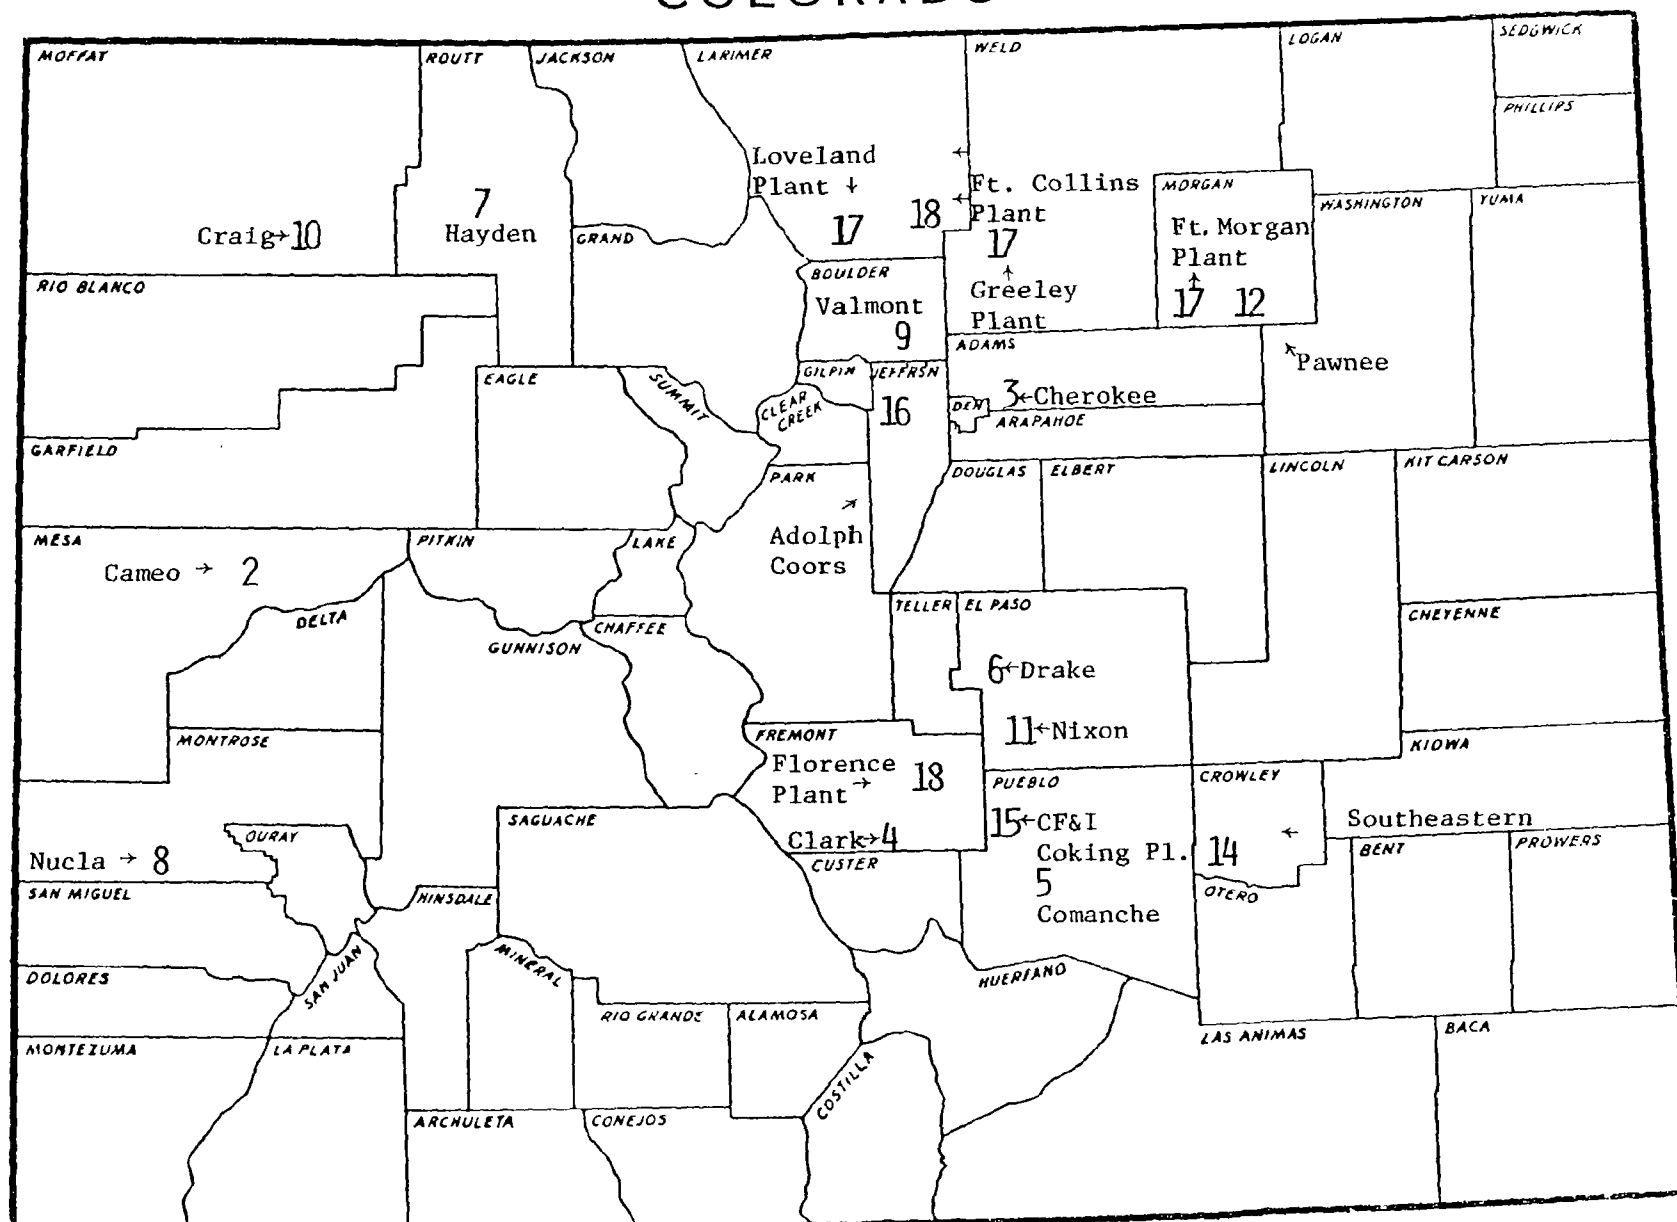 COLORADO
MOFFAT
ROUTT
JACKSON
LARIMER
WELD
LOGAN
SEDGWICK
PHILLIPS
Loveland
Plant ↓
17
18
←
←
Ft. Collins
Plant
17
↑
Greeley
Plant
MORGAN
Ft. Morgan
Plant
↑
17 12
WASHINGTON
YUMA
7
Hayden
Craig→10
GRAND
RIO BLANCO
BOULDER
Valmont
9
ADAMS
↖Pawnee
EAGLE
SUMMIT
GILPIN
JEFFRSN
CLEAR
CREEK
16
DEN
3←Cherokee
ARAPAHOE
GARFIELD
PARK
DOUGLAS
ELBERT
LINCOLN
KIT CARSON
↗
Adolph
Coors
MESA
PITKIN
LAKE
Cameo → 2
DELTA
GUNNISON
CHAFFEE
TELLER
EL PASO
CHEYENNE
6←Drake
11←Nixon
MONTROSE
FREMONT
Florence
Plant→ 18
Clark→4
KIOWA
PUEBLO
CROWLEY
15←CF&I
Coking Pl.
5
Comanche
14
←
Southeastern
SAGUACHE
OURAY
Nucla → 8
CUSTER
BENT
PROWERS
OTERO
SAN MIGUEL
HINSDALE
MINERAL
SAN JUAN
DOLORES
HUERFANO
RIO GRANDE
ALAMOSA
LAS ANIMAS
BACA
MONTEZUMA
LA PLATA
COSTILLA
ARCHULETA
CONEJOS